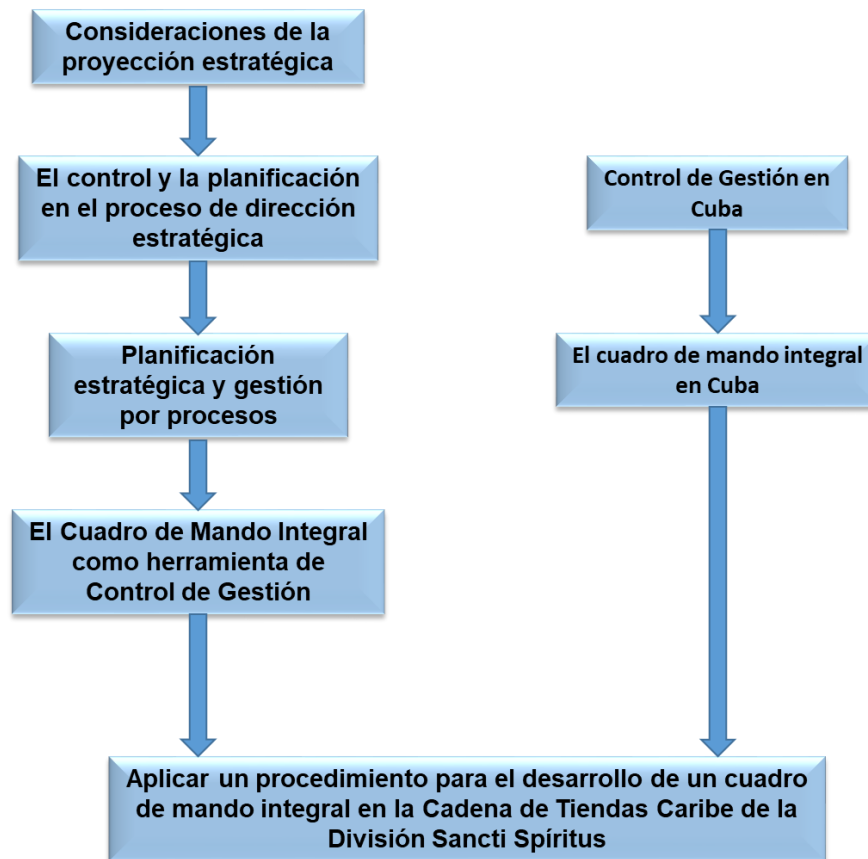 Consideraciones de la
proyección estratégica
El control y la planificación
en el proceso de dirección
estratégica
Planificación
estratégica y gestión
por procesos
El Cuadro de Mando Integral
como herramienta de
Control de Gestión
Control de Gestión en
Cuba
El cuadro de mando integral
en Cuba
Aplicar un procedimiento para el desarrollo de un cuadro
de mando integral en la Cadena de Tiendas Caribe de la
División Sancti Spíritus